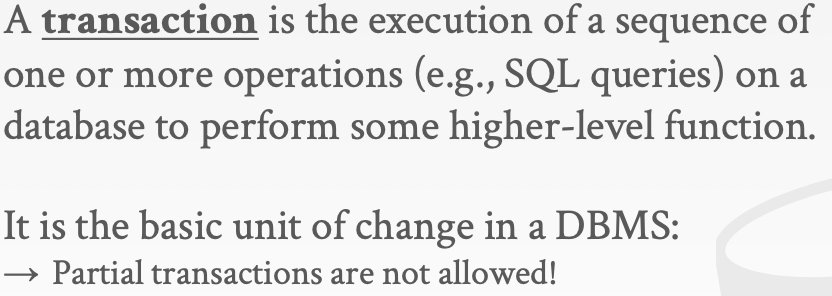 A transaction is the execution of a sequence of
one or more operations (e.g., SQL queries) on a
database to perform some higher-level function.
It is the basic unit of change in a DBMS:
→ Partial transactions are not allowed!